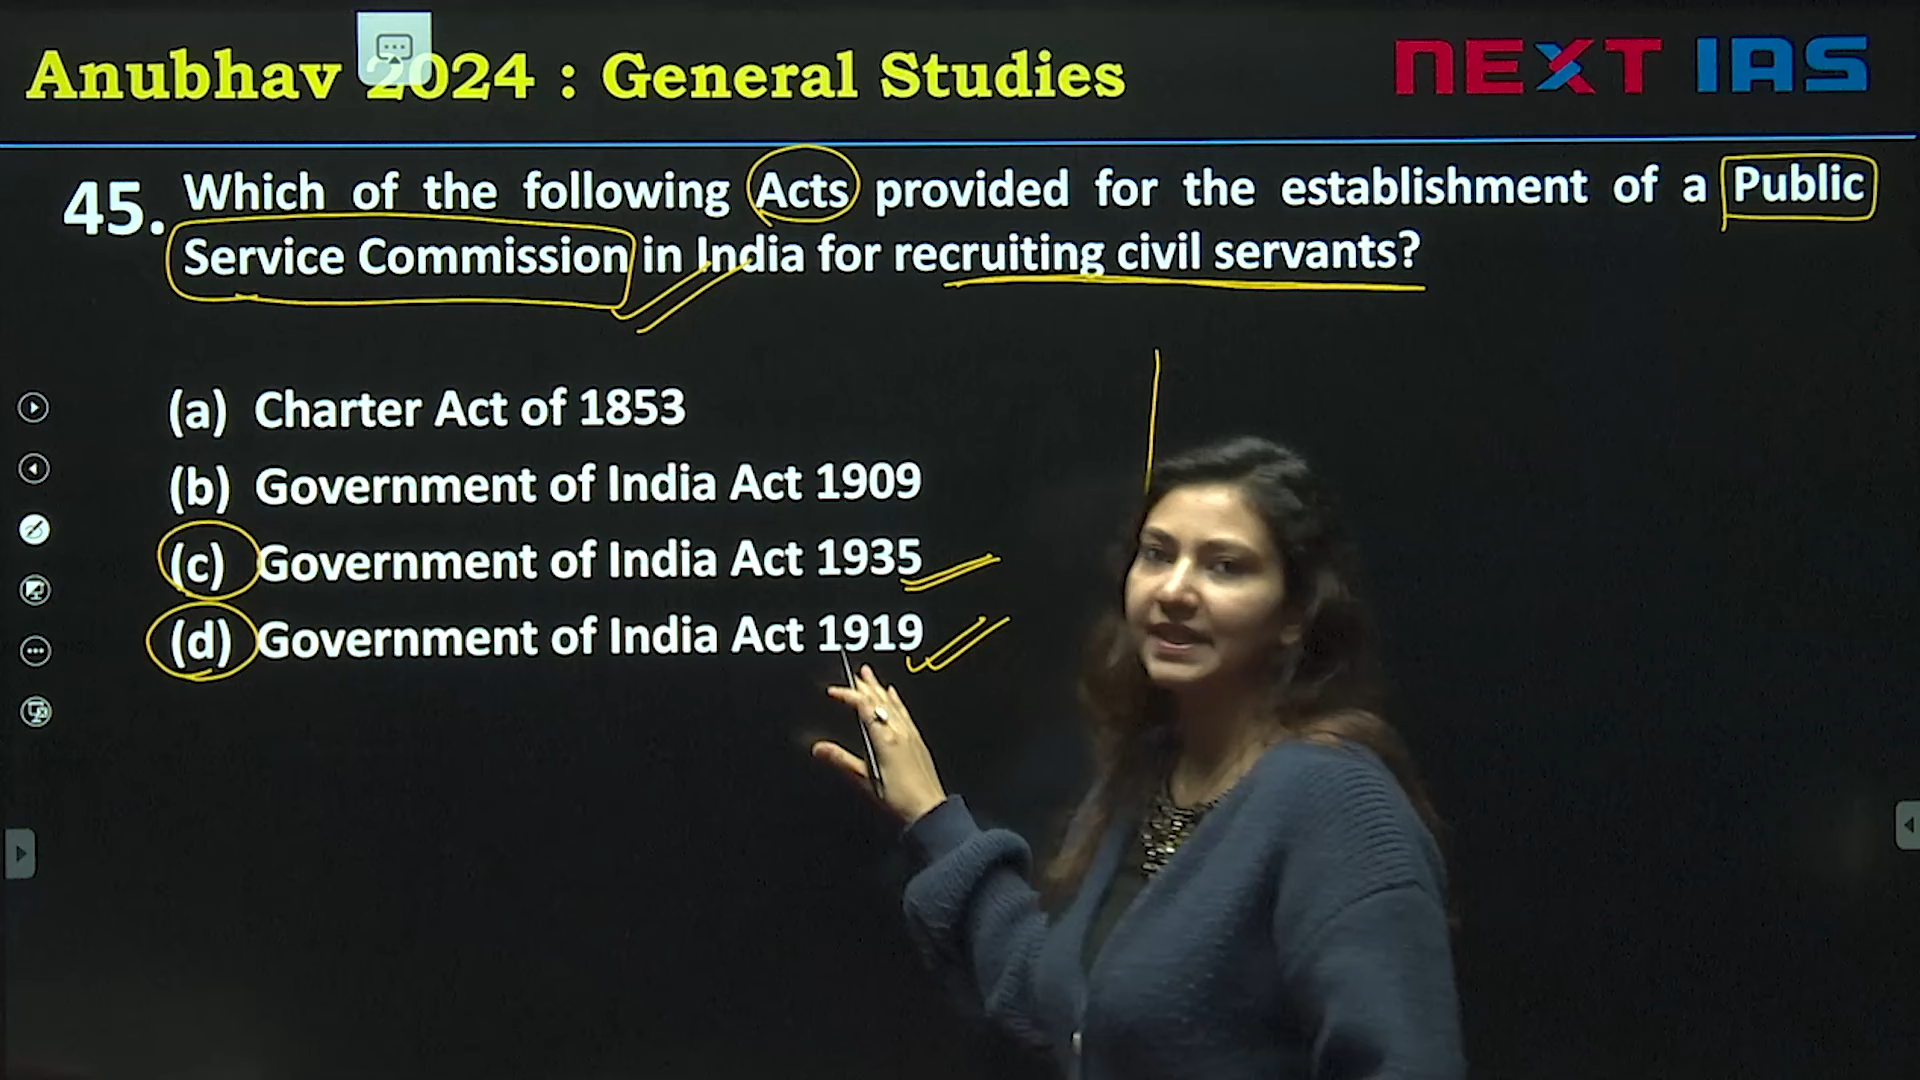 Anubhav 2024 : General Studies
NEXT IAS
45. Which of the following Acts provided for the establishment of a Public
Service Commission in India for recruiting civil servants?
(a) Charter Act of 1853
(b) Government of India Act 1909
(c) Government of India Act 1935
(d) Government of India Act 1919